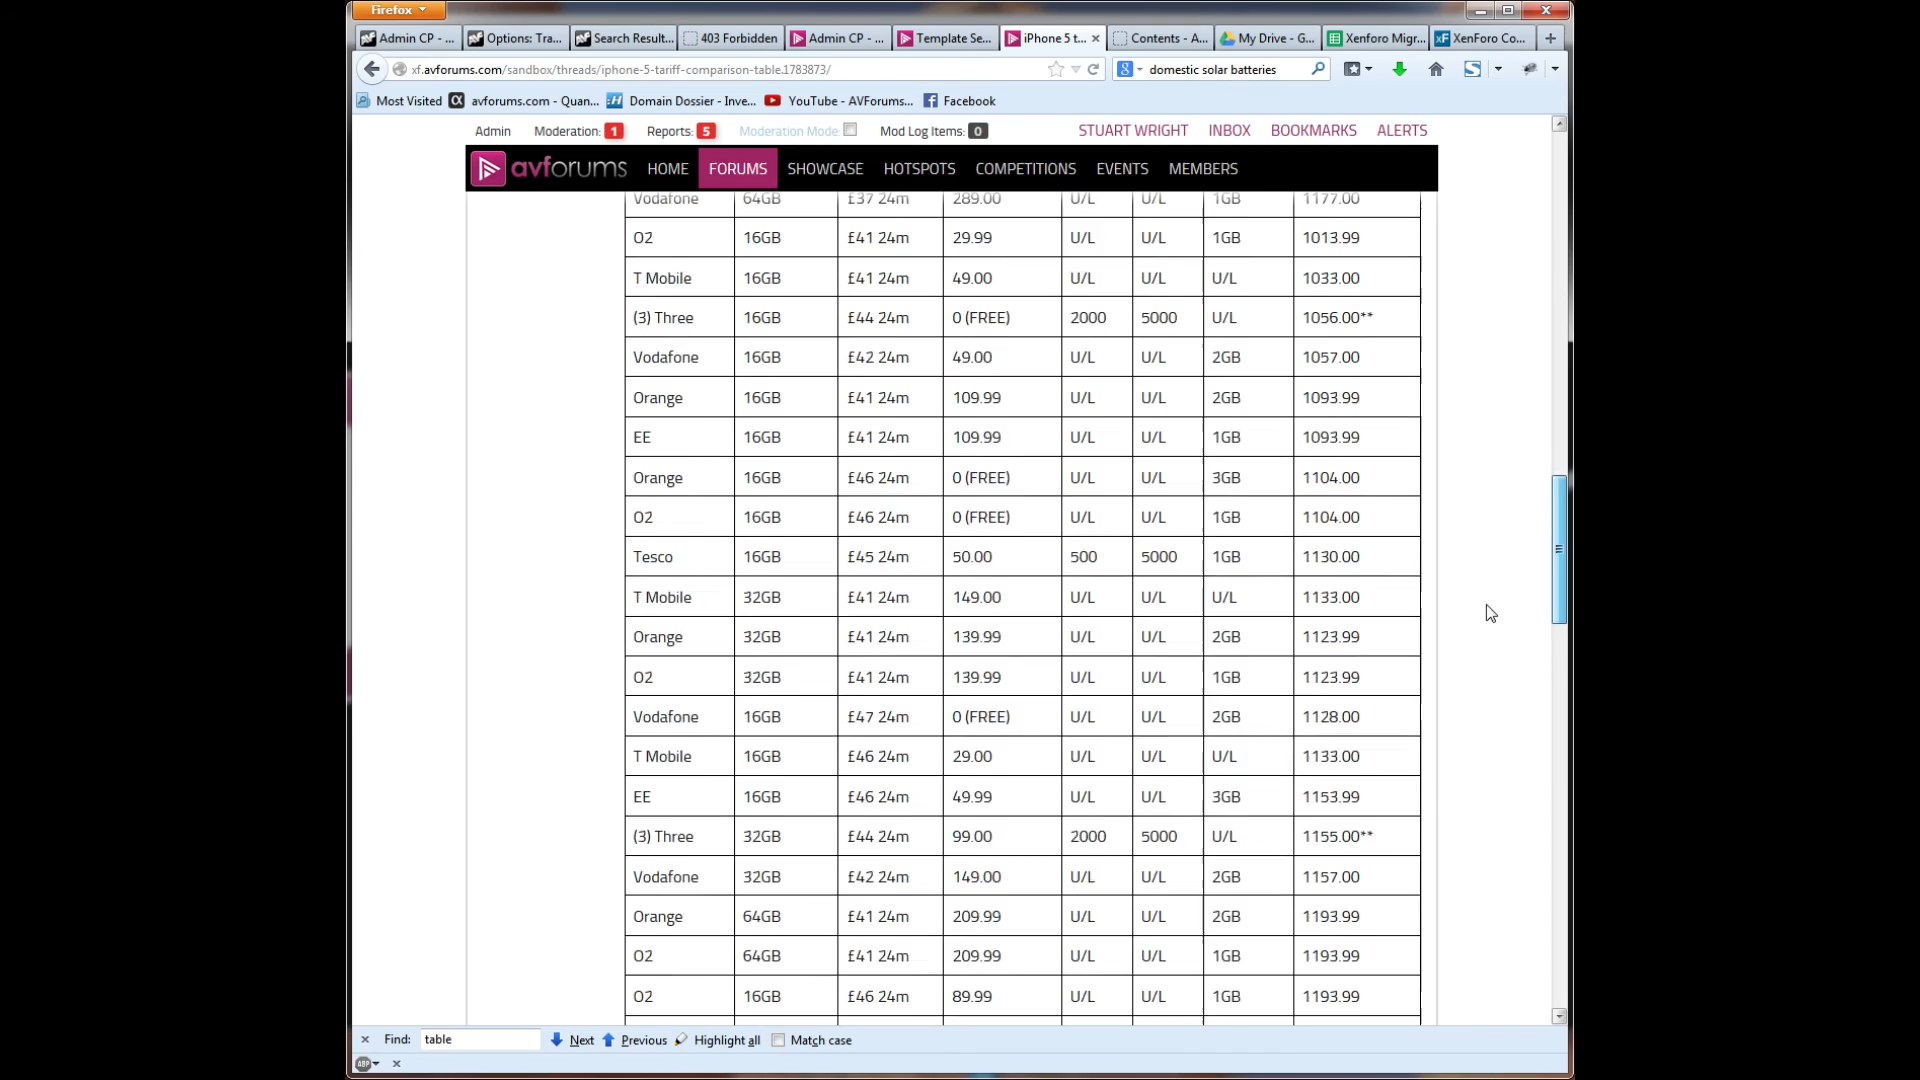 Firefox
Admin CP - ... Options: Tra... Search Result... 403 Forbidden Admin CP - ... Template Se... iPhone 5 t... Contents - A... My Drive - G... Xenforo Migr... XenForo Co...
xf.avforums.com/sandbox/threads/iphone-5-tariff-comparison-table.1783873/ domestic solar batteries
Most Visited avforums.com - Quan... Domain Dossier - Inve... YouTube - AVForums... Facebook
Admin Moderation: 1 Reports: 5 Moderation Mode: Mod Log Items: 0 STUART WRIGHT INBOX BOOKMARKS ALERTS
avforums HOME FORUMS SHOWCASE HOTSPOTS COMPETITIONS EVENTS MEMBERS
Vodafone 64GB £37 24m 289.00 U/L U/L 1GB 1177.00
O2 16GB £41 24m 29.99 U/L U/L 1GB 1013.99
T Mobile 16GB £41 24m 49.00 U/L U/L U/L 1033.00
(3) Three 16GB £44 24m 0 (FREE) 2000 5000 U/L 1056.00**
Vodafone 16GB £42 24m 49.00 U/L U/L 2GB 1057.00
Orange 16GB £41 24m 109.99 U/L U/L 2GB 1093.99
EE 16GB £41 24m 109.99 U/L U/L 1GB 1093.99
Orange 16GB £46 24m 0 (FREE) U/L U/L 3GB 1104.00
O2 16GB £46 24m 0 (FREE) U/L U/L 1GB 1104.00
Tesco 16GB £45 24m 50.00 500 5000 1GB 1130.00
T Mobile 32GB £41 24m 149.00 U/L U/L U/L 1133.00
Orange 32GB £41 24m 139.99 U/L U/L 2GB 1123.99
O2 32GB £41 24m 139.99 U/L U/L 1GB 1123.99
Vodafone 16GB £47 24m 0 (FREE) U/L U/L 2GB 1128.00
T Mobile 16GB £46 24m 29.00 U/L U/L U/L 1133.00
EE 16GB £46 24m 49.99 U/L U/L 3GB 1153.99
(3) Three 32GB £44 24m 99.00 2000 5000 U/L 1155.00**
Vodafone 32GB £42 24m 149.00 U/L U/L 2GB 1157.00
Orange 64GB £41 24m 209.99 U/L U/L 2GB 1193.99
O2 64GB £41 24m 209.99 U/L U/L 1GB 1193.99
O2 16GB £46 24m 89.99 U/L U/L 1GB 1193.99
Find: table Next Previous Highlight all Match case
ABP